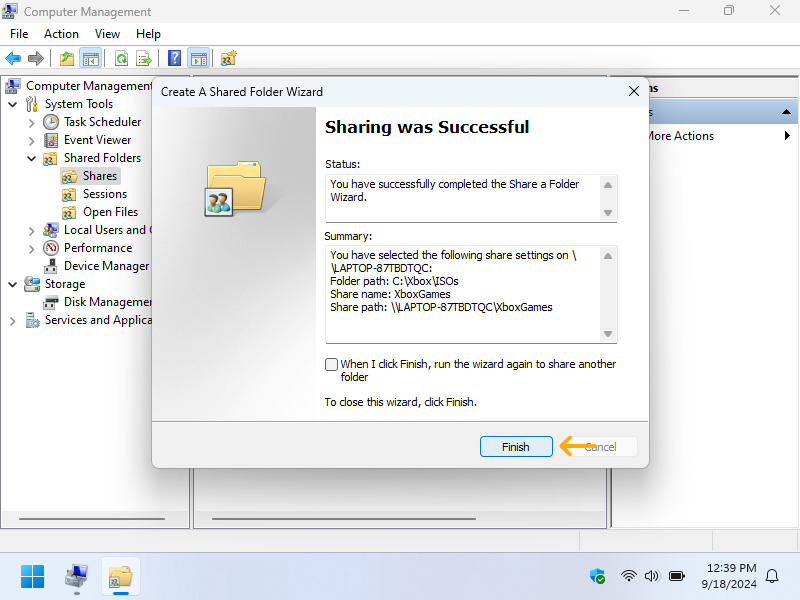 Computer Management
File Action View Help
Computer Management
System Tools
Task Scheduler
Event Viewer
Shared Folders
Shares
Sessions
Open Files
Local Users and
Performance
Device Manager
Storage
Disk Management
Services and Applica
More Actions
Create A Shared Folder Wizard
Sharing was Successful
Status:
You have successfully completed the Share a Folder
Wizard.
Summary:
You have selected the following share settings on \
\LAPTOP-87TBDTQC:
Folder path: C:\Xbox\ISOs
Share name: XboxGames
Share path: \\LAPTOP-87TBDTQC\XboxGames
When I click Finish, run the wizard again to share another
folder
To close this wizard, click Finish.
Finish
Cancel
12:39 PM
9/18/2024